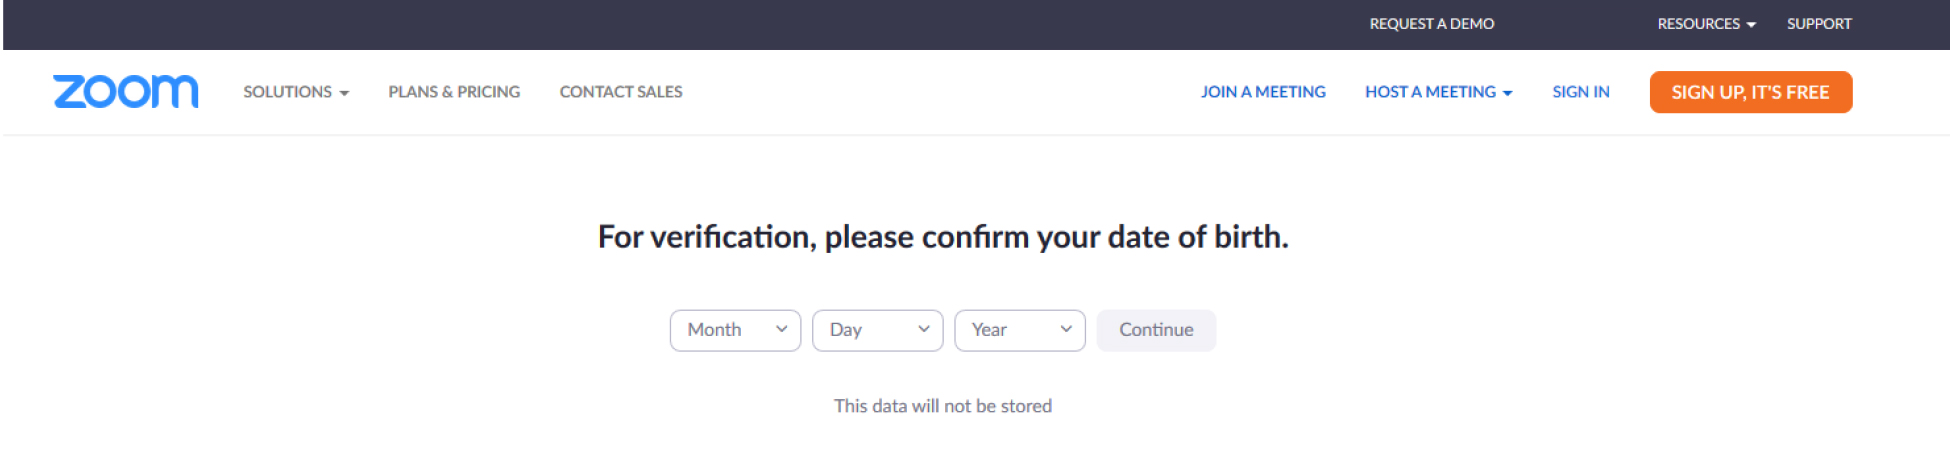 REQUEST A DEMO RESOURCES SUPPORT
zoom SOLUTIONS PLANS & PRICING CONTACT SALES JOIN A MEETING HOST A MEETING SIGN IN SIGN UP, IT'S FREE
For verification, please confirm your date of birth.
Month Day Year Continue
This data will not be stored